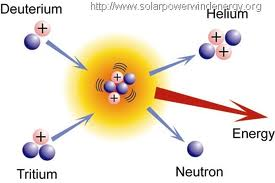 http://www.solarpowerwindenergy.org
Deuterium
Helium
+
+
+
+
+
+
Energy
Tritium
Neutron